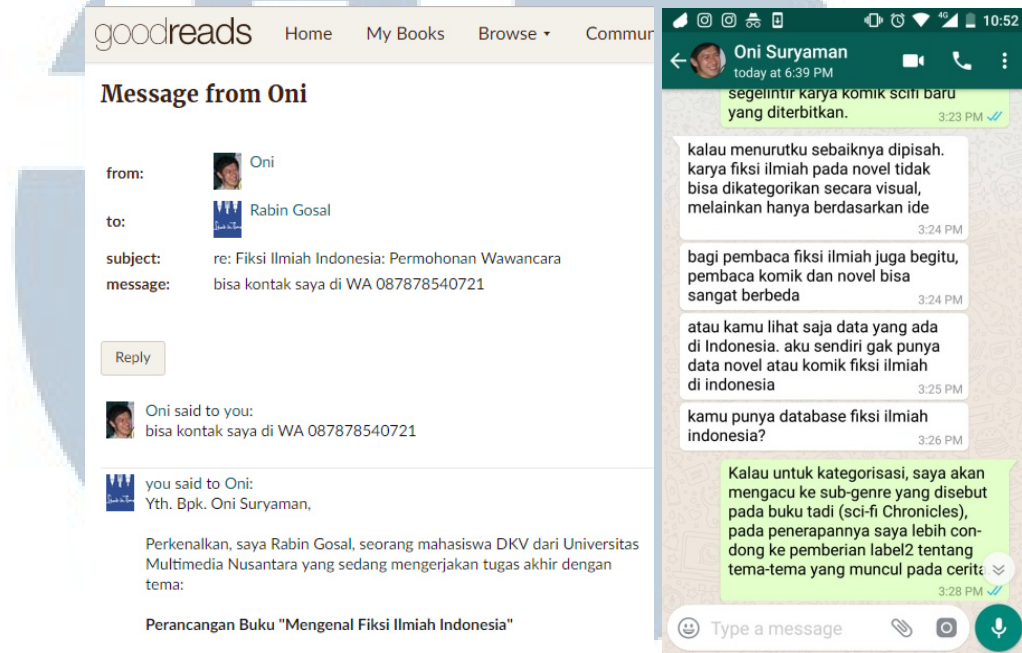 goodreads Home My Books Browse Commun
Message from Oni
from: Oni
to: Rabin Gosal
subject: re: Fiksi Ilmiah Indonesia: Permohonan Wawancara
message: bisa kontak saya di WA 087878540721
Reply
Oni said to you:
bisa kontak saya di WA 087878540721
you said to Oni:
Yth. Bpk. Oni Suryaman,
Perkenalkan, saya Rabin Gosal, seorang mahasiswa DKV dari Universitas
Multimedia Nusantara yang sedang mengerjakan tugas akhir dengan
tema:
Perancangan Buku "Mengenal Fiksi Ilmiah Indonesia"
4G 10:52
Oni Suryaman
today at 6:39 PM
segelintir karya komik scifi baru
yang diterbitkan.
3:23 PM
kalau menurutku sebaiknya dipisah.
karya fiksi ilmiah pada novel tidak
bisa dikategorikan secara visual,
melainkan hanya berdasarkan ide
3:24 PM
bagi pembaca fiksi ilmiah juga begitu,
pembaca komik dan novel bisa
sangat berbeda
3:24 PM
atau kamu lihat saja data yang ada
di Indonesia. aku sendiri gak punya
data novel atau komik fiksi ilmiah
di indonesia
3:25 PM
kamu punya database fiksi ilmiah
indonesia?
3:26 PM
Kalau untuk kategorisasi, saya akan
mengacu ke sub-genre yang disebut
pada buku tadi (sci-fi Chronicles),
pada penerapannya saya lebih con-
dong ke pemberian label2 tentang
tema-tema yang muncul pada cerita
3:28 PM
Type a message